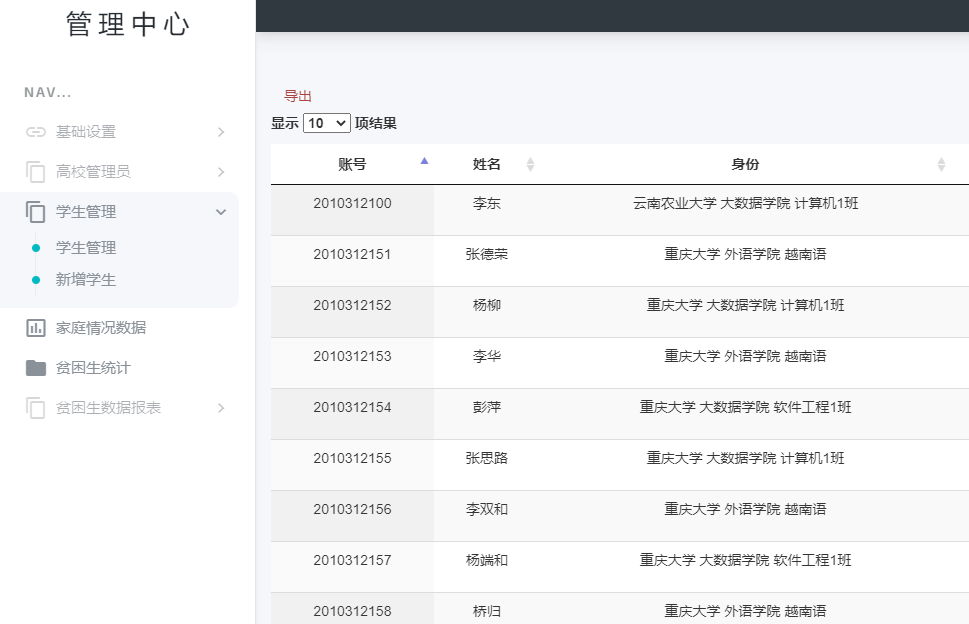 管理中心
NAV...
基础设置
高校管理员
学生管理
学生管理
新增学生
家庭情况数据
贫困生统计
贫困生数据报表
导出
显示 10 项结果
账号 姓名 身份
2010312100 李东 云南农业大学 大数据学院 计算机1班
2010312151 张德荣 重庆大学 外语学院 越南语
2010312152 杨柳 重庆大学 大数据学院 计算机1班
2010312153 李华 重庆大学 外语学院 越南语
2010312154 彭萍 重庆大学 大数据学院 软件工程1班
2010312155 张思路 重庆大学 大数据学院 计算机1班
2010312156 李双和 重庆大学 外语学院 越南语
2010312157 杨端和 重庆大学 大数据学院 软件工程1班
2010312158 桥归 重庆大学 外语学院 越南语